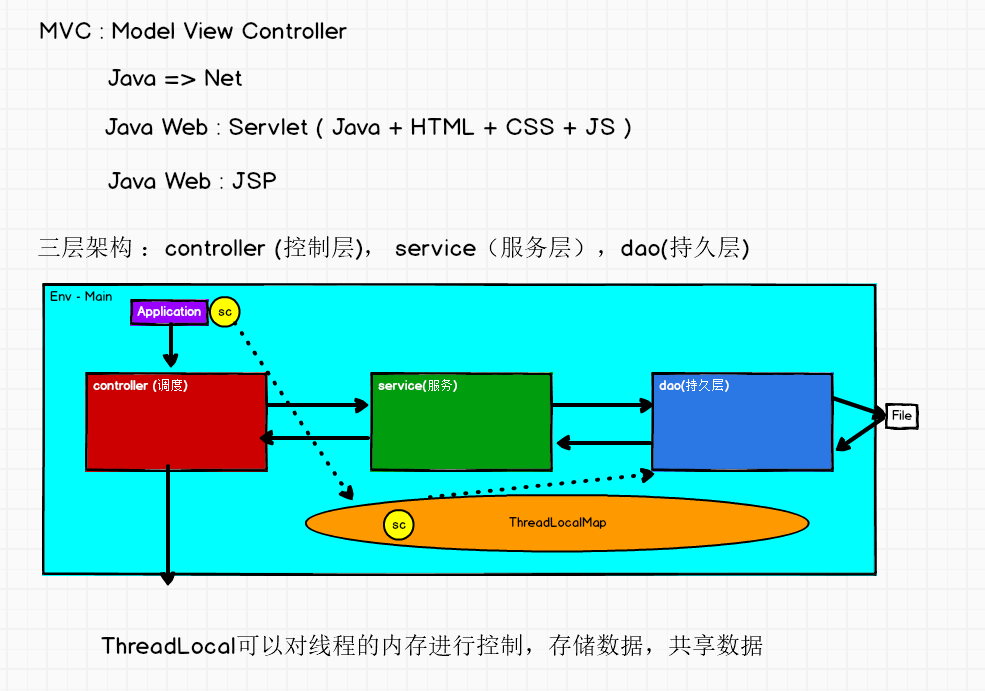 MVC : Model View Controller
Java => Net
Java Web : Servlet ( Java + HTML + CSS + JS )
Java Web : JSP
三层架构 ：controller (控制层)， service（服务层）, dao(持久层)
Env - Main
Application
sc
controller (调度)
service(服务)
dao(持久层)
File
sc
ThreadLocalMap
ThreadLocal可以对线程的内存进行控制，存储数据，共享数据